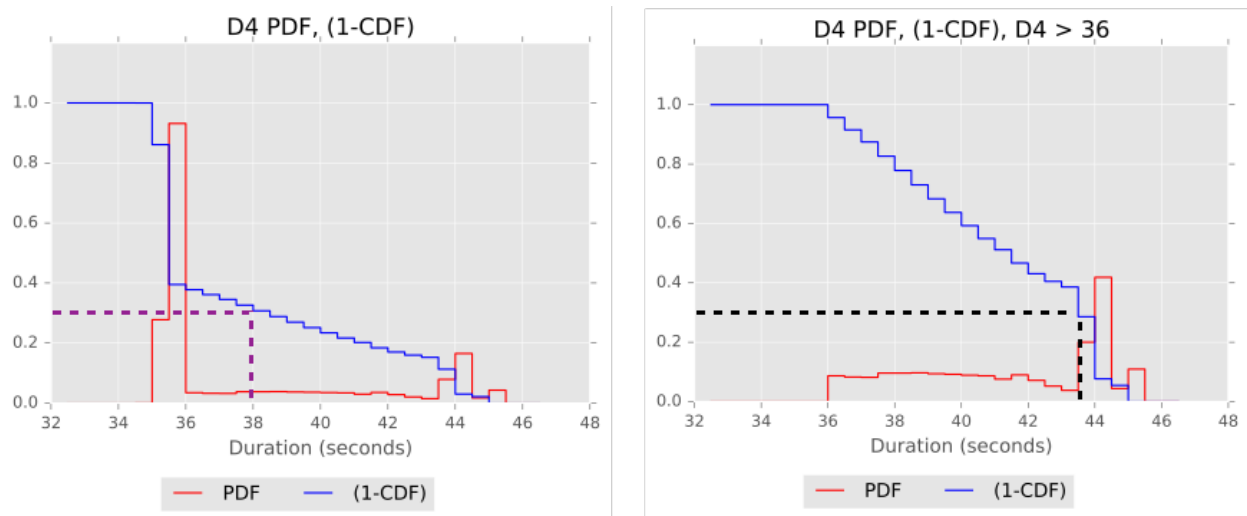 D4 PDF, (1-CDF)
1.0
0.8
0.6
0.4
0.2
0.0
32 34 36 38 40 42 44 46 48
Duration (seconds)
PDF (1-CDF)
D4 PDF, (1-CDF), D4 > 36
1.0
0.8
0.6
0.4
0.2
0.0
32 34 36 38 40 42 44 46 48
Duration (seconds)
PDF (1-CDF)